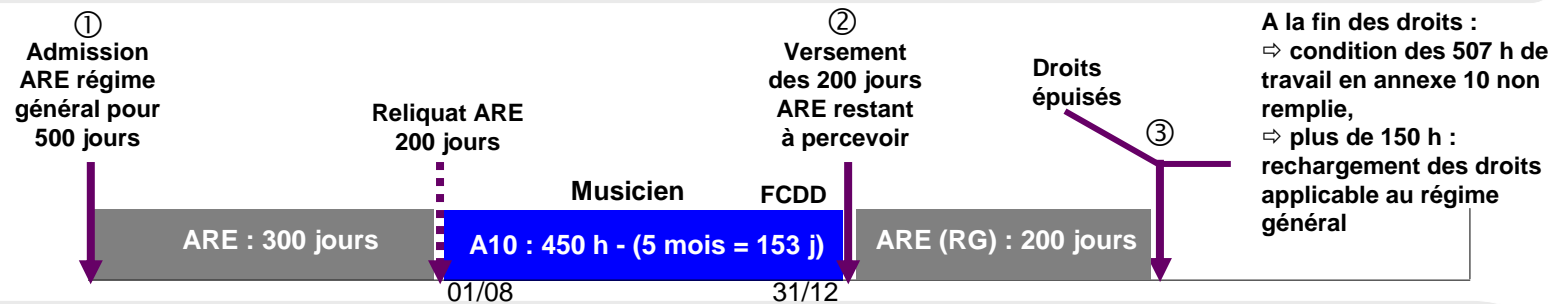 ①
Admission
ARE régime
général pour
500 jours
Reliquat ARE
200 jours
②
Versement
des 200 jours
ARE restant
à percevoir
Droits
épuisés
③
A la fin des droits :
⇨ condition des 507 h de
travail en annexe 10 non
remplie,
⇨ plus de 150 h :
rechargement des droits
applicable au régime
général
Musicien
FCDD
ARE : 300 jours
A10 : 450 h - (5 mois = 153 j)
ARE (RG) : 200 jours
01/08
31/12